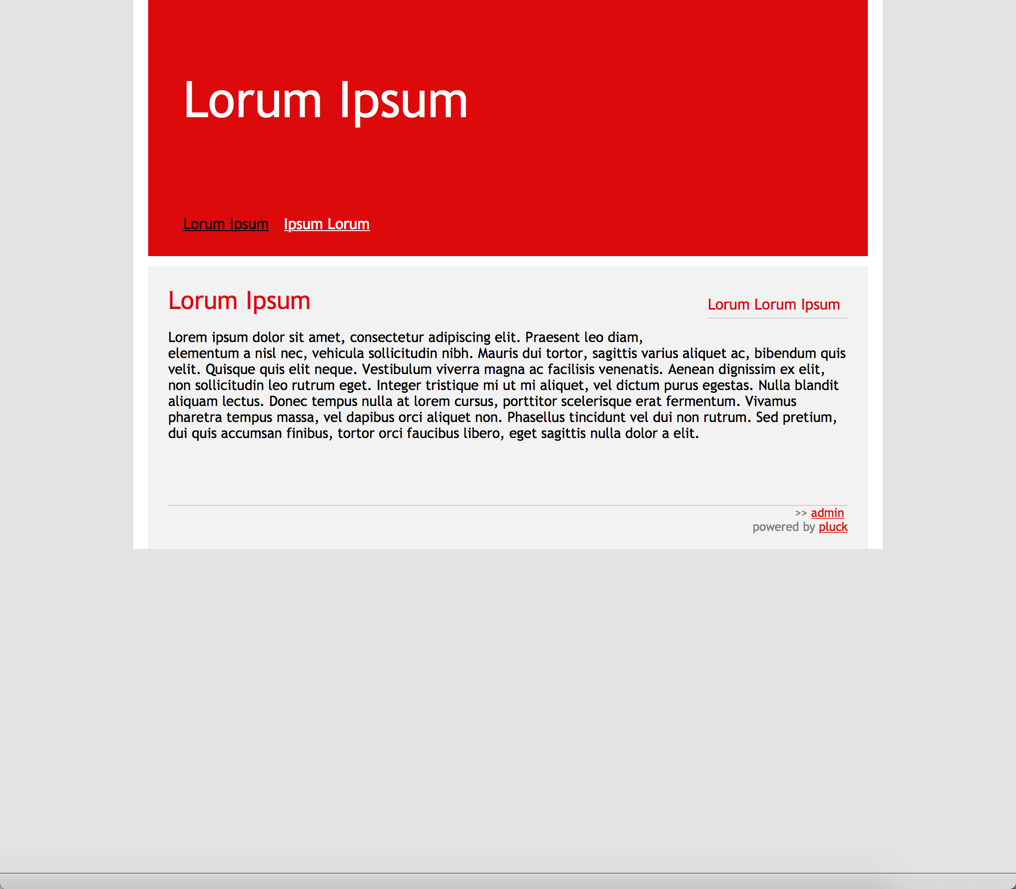 Lorum Ipsum
Lorum Ipsum Ipsum Lorum
Lorum Ipsum
Lorum Lorum Ipsum
Lorem ipsum dolor sit amet, consectetur adipiscing elit. Praesent leo diam,
elementum a nisl nec, vehicula sollicitudin nibh. Mauris dui tortor, sagittis varius aliquet ac, bibendum quis
velit. Quisque quis elit neque. Vestibulum viverra magna ac facilisis venenatis. Aenean dignissim ex elit,
non sollicitudin leo rutrum eget. Integer tristique mi ut mi aliquet, vel dictum purus egestas. Nulla blandit
aliquam lectus. Donec tempus nulla at lorem cursus, porttitor scelerisque erat fermentum. Vivamus
pharetra tempus massa, vel dapibus orci aliquet non. Phasellus tincidunt vel dui non rutrum. Sed pretium,
dui quis accumsan finibus, tortor orci faucibus libero, eget sagittis nulla dolor a elit.
>> admin
powered by pluck